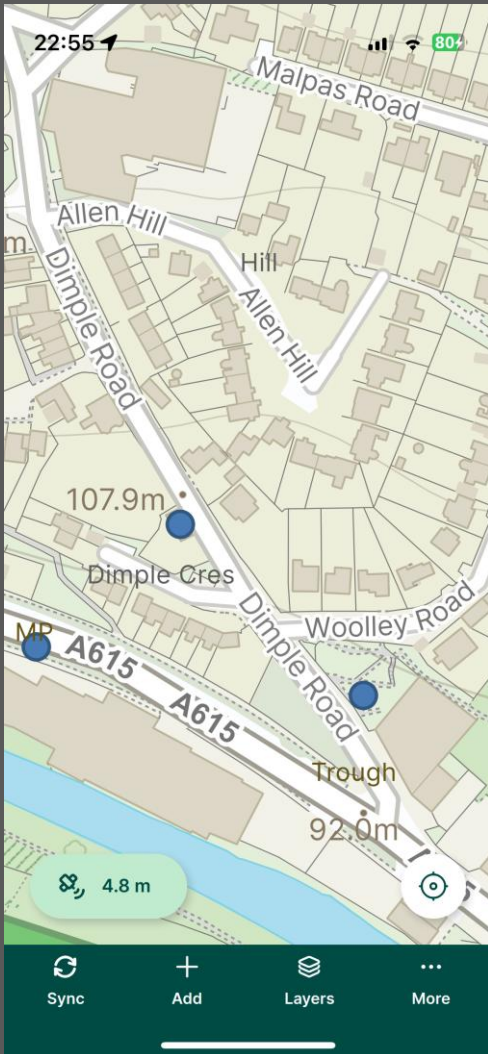 22:55
80
Malpas Road
Allen Hill
m
Hill
Dimple Road
Allen Hill
107.9m
Dimple Cres
Dimple Road
Woolley Road
MP
A615
A615
Trough
92.0m
4.8 m
Sync
Add
Layers
More